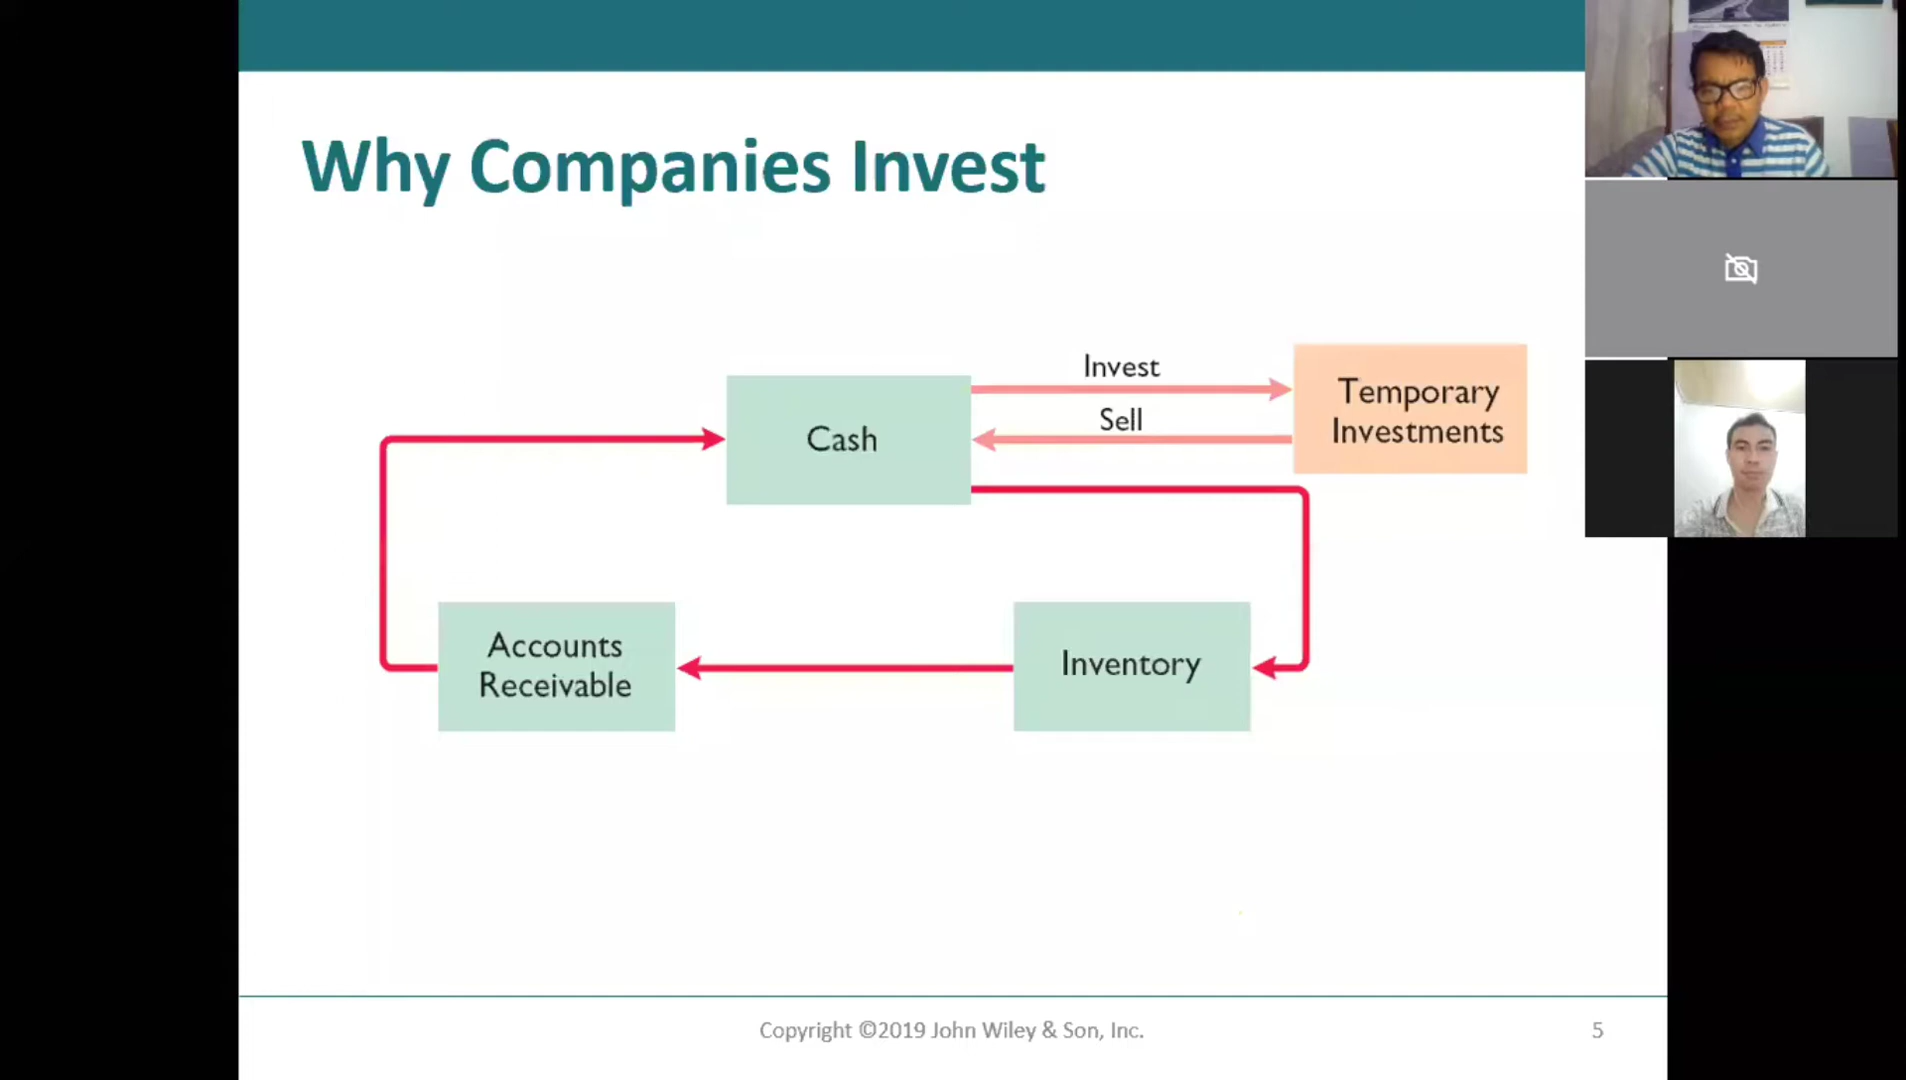 Why Companies Invest
Invest
Temporary
Investments
Cash
Sell
Accounts
Receivable
Inventory
Copyright ©2019 John Wiley & Son, Inc.
5